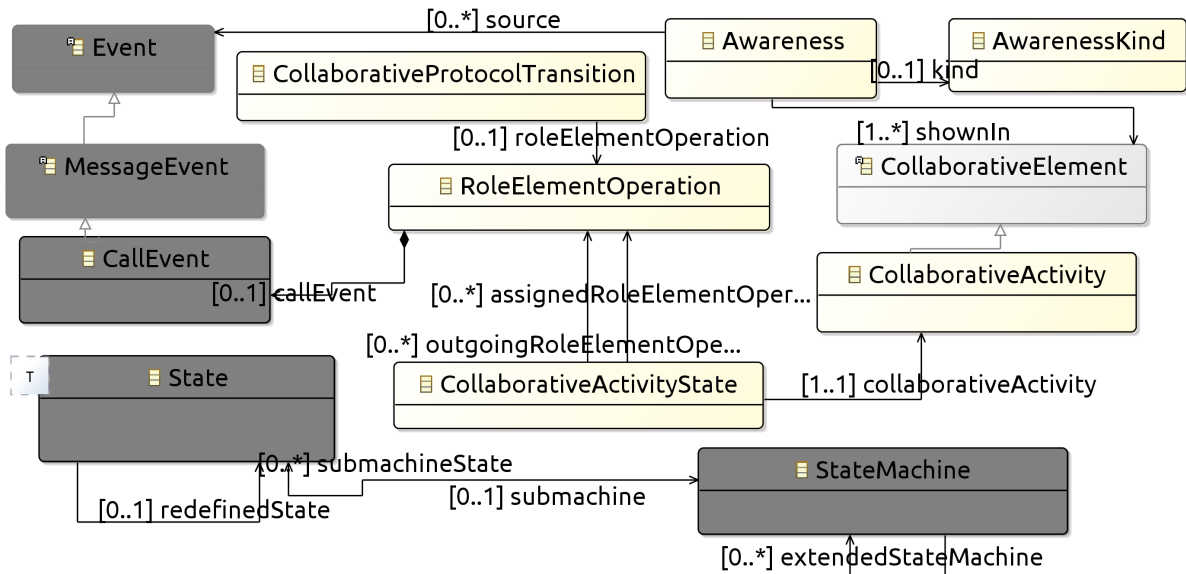 [0..*] source
Event
Awareness
AwarenessKind
CollaborativeProtocolTransition
[0..1] kind
[0..1] roleElementOperation
[1..*] shownIn
MessageEvent
RoleElementOperation
CollaborativeElement
CallEvent
CollaborativeActivity
[0..1] callEvent
[0..*] assignedRoleElementOper...
[0..*] outgoingRoleElementOpe...
T
State
CollaborativeActivityState
[1..1] collaborativeActivity
[0..*] submachineState
StateMachine
[0..1] submachine
[0..1] redefinedState
[0..*] extendedStateMachine